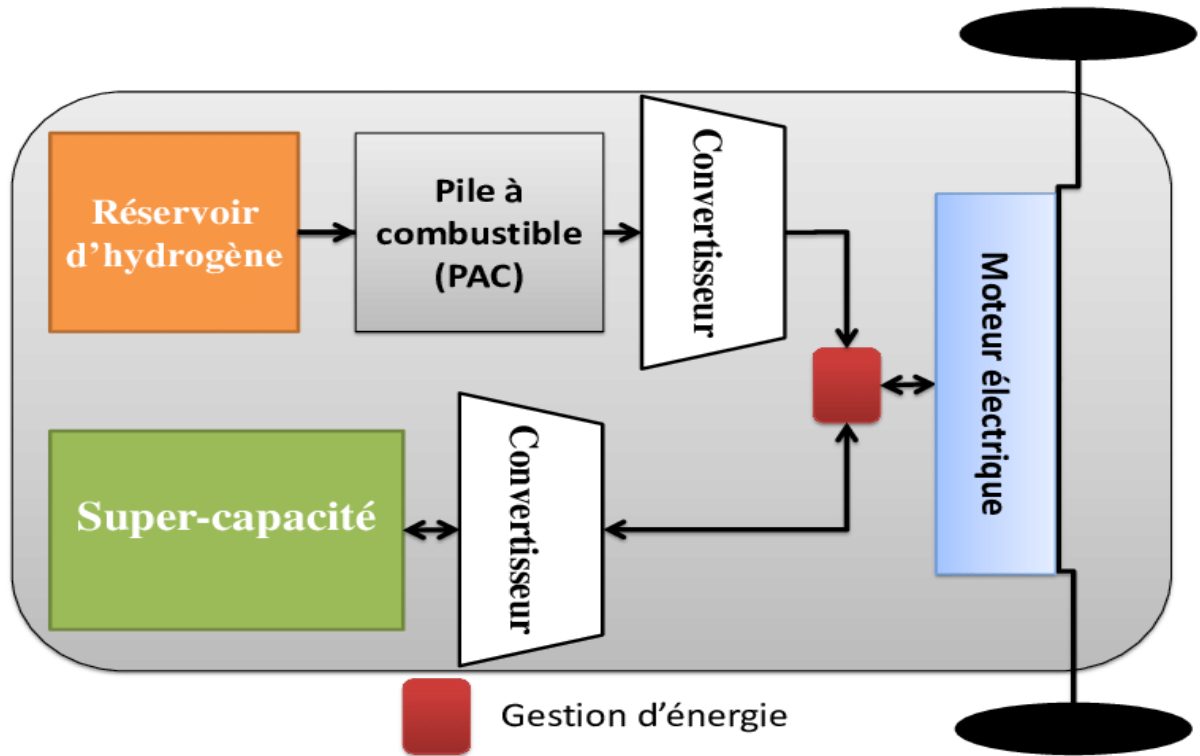 Réservoir
d’hydrogène
Pile à
combustible
(PAC)
Convertisseur
Moteur électrique
Super-capacité
Convertisseur
Gestion d’énergie